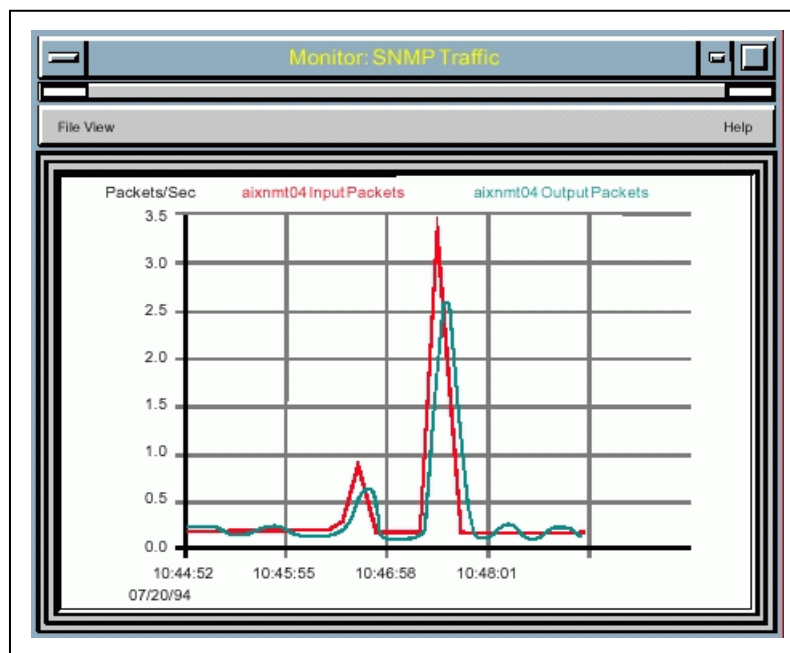 Monitor: SNMP Traffic
File View Help
Packets/Sec aixnmt04 Input Packets aixnmt04 Output Packets
3.5
3.0
2.5
2.0
1.5
1.0
0.5
0.0
10:44:52 10:45:55 10:46:58 10:48:01
07/20/94